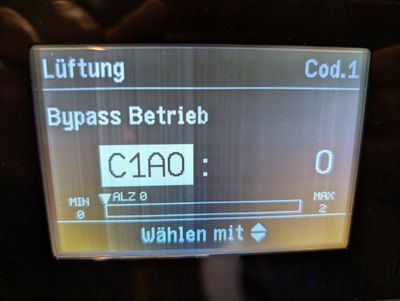 Lüftung Cod.1
Bypass Betrieb
C1A0 : 0
MIN ALZ 0 MAX
0 2
Wählen mit